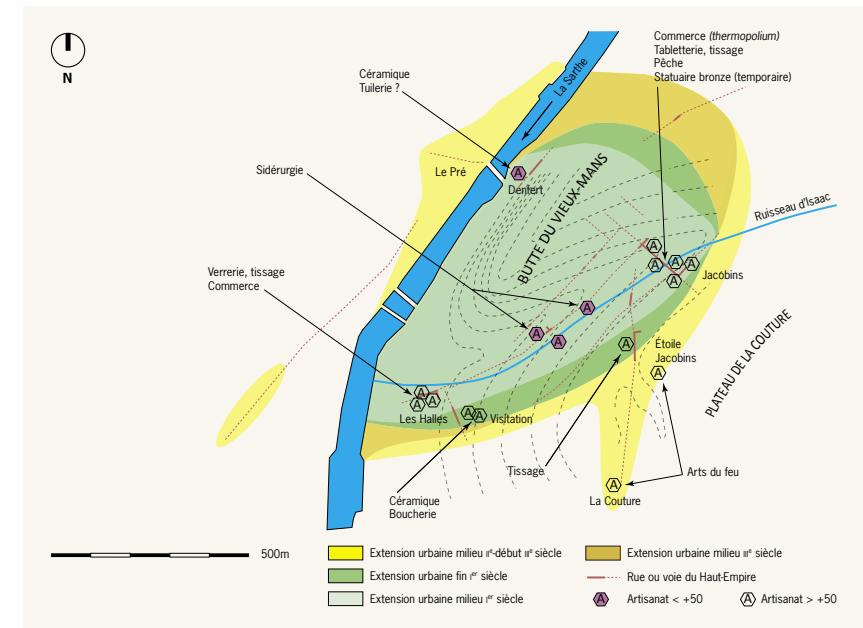 N
Commerce (thermopolium)
Tabletterie, tissage
Pêche
Statuaire bronze (temporaire)
Céramique
Tuilerie ?
La Sarthe
Sidérurgie
Le Pré
A
Denfert
BUTTE DU VIEUX-MANS
Ruisseau d'Isaac
A
A
A
A
A
Jacobins
Verrerie, tissage
Commerce
A
A
A
A
Étoile
Jacobins
A
PLATEAU DE LA COUTURE
A
A
A
Les Halles
A
A
Visitation
Tissage
Arts du feu
A
La Couture
Céramique
Boucherie
500m
Extension urbaine milieu IIe-début IIIe siècle
Extension urbaine milieu IIIe siècle
Extension urbaine fin Ier siècle
Rue ou voie du Haut-Empire
Extension urbaine milieu Ier siècle
A
Artisanat < +50
A
Artisanat > +50